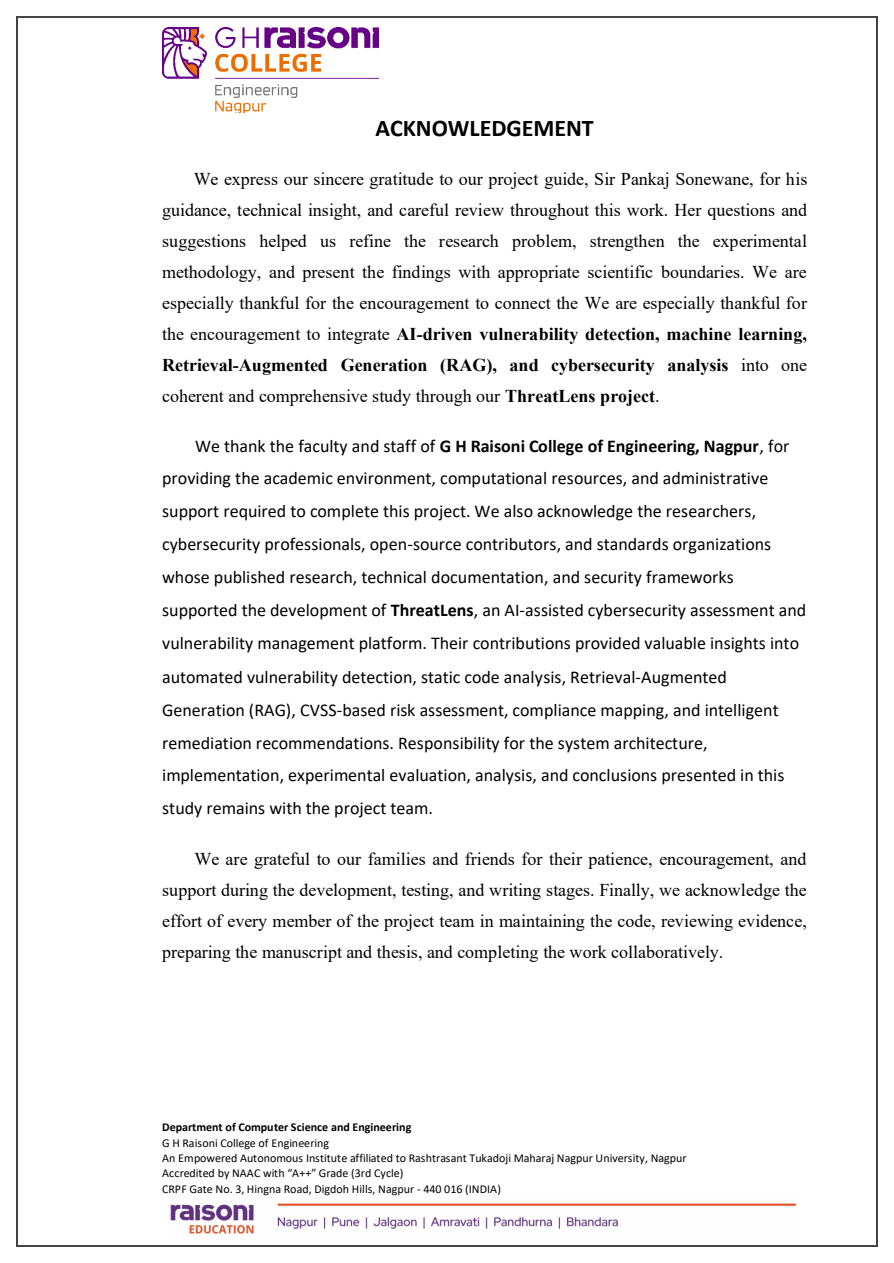 GHraisoni
COLLEGE
Engineering
Nagpur
ACKNOWLEDGEMENT
We express our sincere gratitude to our project guide, Sir Pankaj Sonewane, for his
guidance, technical insight, and careful review throughout this work. Her questions and
suggestions helped us refine the research problem, strengthen the experimental
methodology, and present the findings with appropriate scientific boundaries. We are
especially thankful for the encouragement to connect the We are especially thankful for
the encouragement to integrate AI-driven vulnerability detection, machine learning,
Retrieval-Augmented Generation (RAG), and cybersecurity analysis into one
coherent and comprehensive study through our ThreatLens project.
We thank the faculty and staff of G H Raisoni College of Engineering, Nagpur, for
providing the academic environment, computational resources, and administrative
support required to complete this project. We also acknowledge the researchers,
cybersecurity professionals, open-source contributors, and standards organizations
whose published research, technical documentation, and security frameworks
supported the development of ThreatLens, an AI-assisted cybersecurity assessment and
vulnerability management platform. Their contributions provided valuable insights into
automated vulnerability detection, static code analysis, Retrieval-Augmented
Generation (RAG), CVSS-based risk assessment, compliance mapping, and intelligent
remediation recommendations. Responsibility for the system architecture,
implementation, experimental evaluation, analysis, and conclusions presented in this
study remains with the project team.
We are grateful to our families and friends for their patience, encouragement, and
support during the development, testing, and writing stages. Finally, we acknowledge the
effort of every member of the project team in maintaining the code, reviewing evidence,
preparing the manuscript and thesis, and completing the work collaboratively.
Department of Computer Science and Engineering
G H Raisoni College of Engineering
An Empowered Autonomous Institute affiliated to Rashtrasant Tukadoji Maharaj Nagpur University, Nagpur
Accredited by NAAC with “A++” Grade (3rd Cycle)
CRPF Gate No. 3, Hingna Road, Digdoh Hills, Nagpur - 440 016 (INDIA)
raisoni
EDUCATION
Nagpur | Pune | Jalgaon | Amravati | Pandhurna | Bhandara